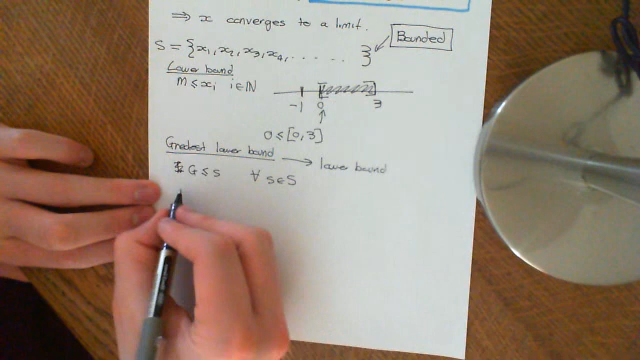 ⇒ x converges to a limit.
S = {x₁, x₂, x₃, x₄, . . . . . }
Bounded
Lower bound
m ≤ xᵢ i ∈ ℕ
-1 0 3
0 ≤ [0, 3]
Greatest lower bound → lower bound
G ≤ s ∀ s ∈ S